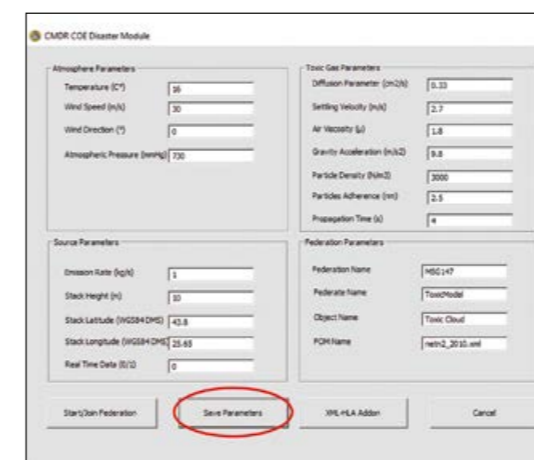 CMDR COE Disaster Module
Atmosphere Parameters
Temperature (C°) 16
Wind Speed (m/s) 30
Wind Direction (°) 0
Atmospheric Pressure (mmHg) 730
Toxic Gas Parameters
Diffusion Parameter (cm2/s) 0.33
Settling Velocity (m/s) 2.7
Air Viscosity (μ) 1.8
Gravity Acceleration (m/s2) 9.8
Particle Density (N/m3) 3000
Particles Adherence (nm) 2.5
Propagation Time (s) 4
Source Parameters
Emission Rate (kg/s) 1
Stack Height (m) 10
Stack Latitude (WGS84 DMS) 43.8
Stack Longitude (WGS84 DMS) 25.65
Real Time Data (0/1) 0
Federation Parameters
Federation Name MSG147
Federate Name ToxicModel
Object Name Toxic Cloud
FOM Name netn2_2010.xml
Start/Join Federation
Save Parameters
XML-HLA Addon
Cancel